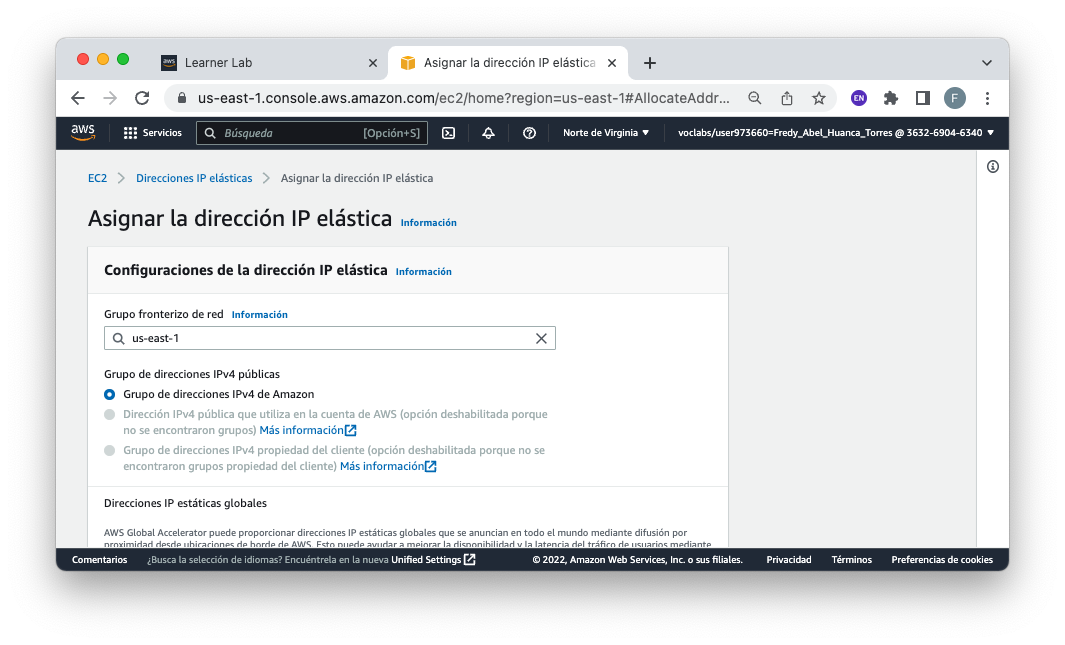 Learner Lab
Asignar la dirección IP elástica
us-east-1.console.aws.amazon.com/ec2/home?region=us-east-1#AllocateAddr...
EN
F
aws
Servicios
Búsqueda
[Opción+S]
Norte de Virginia
voclabs/user973660=Fredy_Abel_Huanca_Torres @ 3632-6904-6340
EC2
Direcciones IP elásticas
Asignar la dirección IP elástica
Asignar la dirección IP elástica Información
Configuraciones de la dirección IP elástica Información
Grupo fronterizo de red Información
us-east-1
Grupo de direcciones IPv4 públicas
Grupo de direcciones IPv4 de Amazon
Dirección IPv4 pública que utiliza en la cuenta de AWS (opción deshabilitada porque
no se encontraron grupos) Más información
Grupo de direcciones IPv4 propiedad del cliente (opción deshabilitada porque no se
encontraron grupos propiedad del cliente) Más información
Direcciones IP estáticas globales
AWS Global Accelerator puede proporcionar direcciones IP estáticas globales que se anuncian en todo el mundo mediante difusión por
proximidad desde ubicaciones de borde de AWS. Esto puede ayudar a mejorar la disponibilidad y la latencia del tráfico de usuarios mediante
Comentarios
¿Busca la selección de idiomas? Encuéntrela en la nueva Unified Settings
© 2022, Amazon Web Services, Inc. o sus filiales.
Privacidad
Términos
Preferencias de cookies